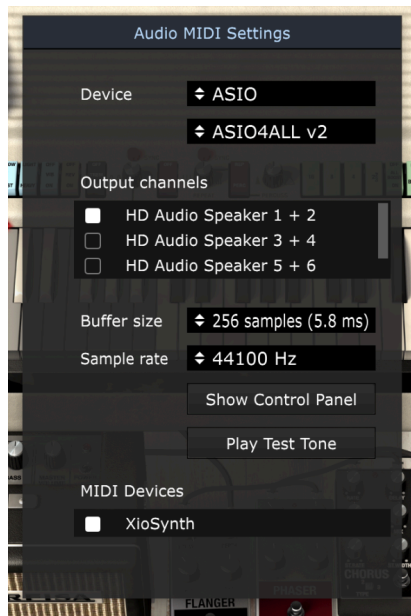 Audio MIDI Settings
Device
ASIO
ASIO4ALL v2
Output channels
HD Audio Speaker 1 + 2
HD Audio Speaker 3 + 4
HD Audio Speaker 5 + 6
Buffer size
256 samples (5.8 ms)
Sample rate
44100 Hz
Show Control Panel
Play Test Tone
MIDI Devices
XioSynth
BASS
CHORUS
PHASER
FLANGER